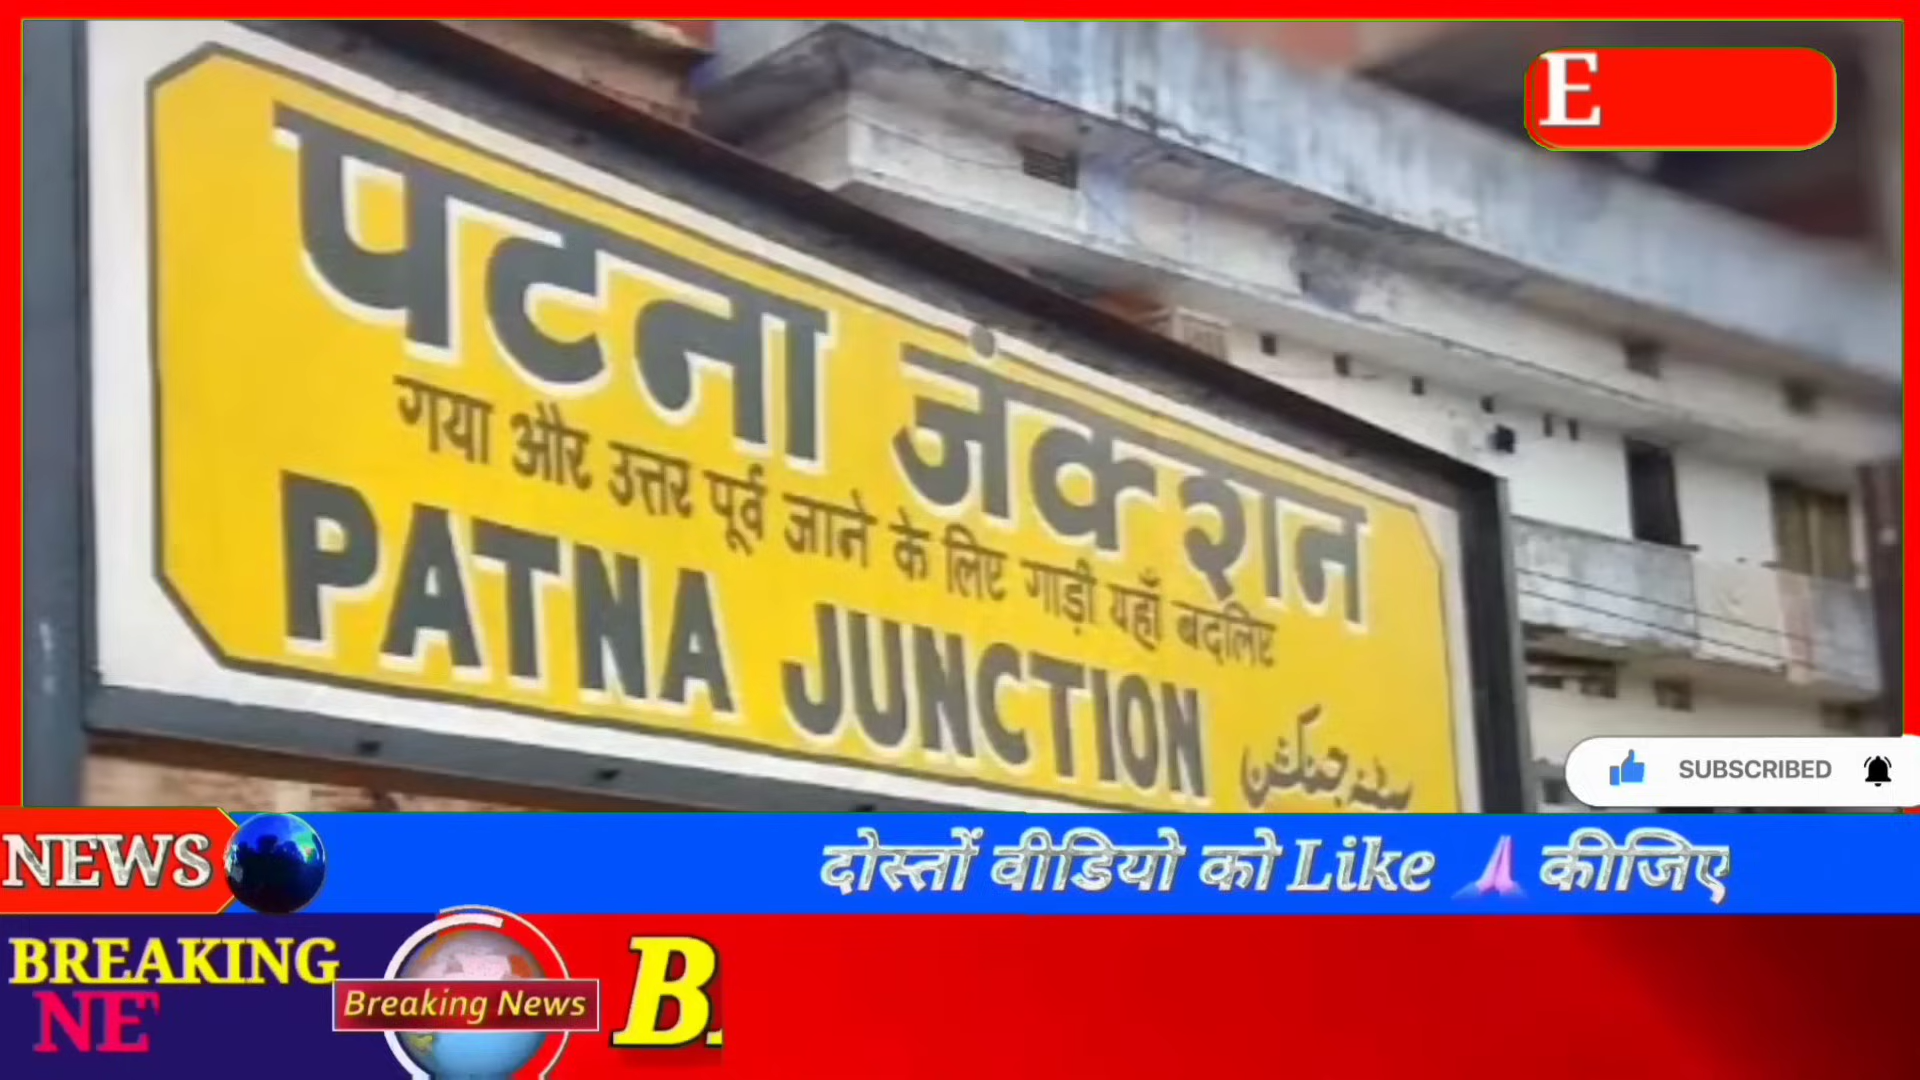 E
पटना जंक्शन
गया और उत्तर पूर्व जाने के लिए गाड़ी यहाँ बदलिए
PATNA JUNCTION
SUBSCRIBED
NEWS
दोस्तों वीडियो को Like 🙏 कीजिए
BREAKING
NE
Breaking News
B